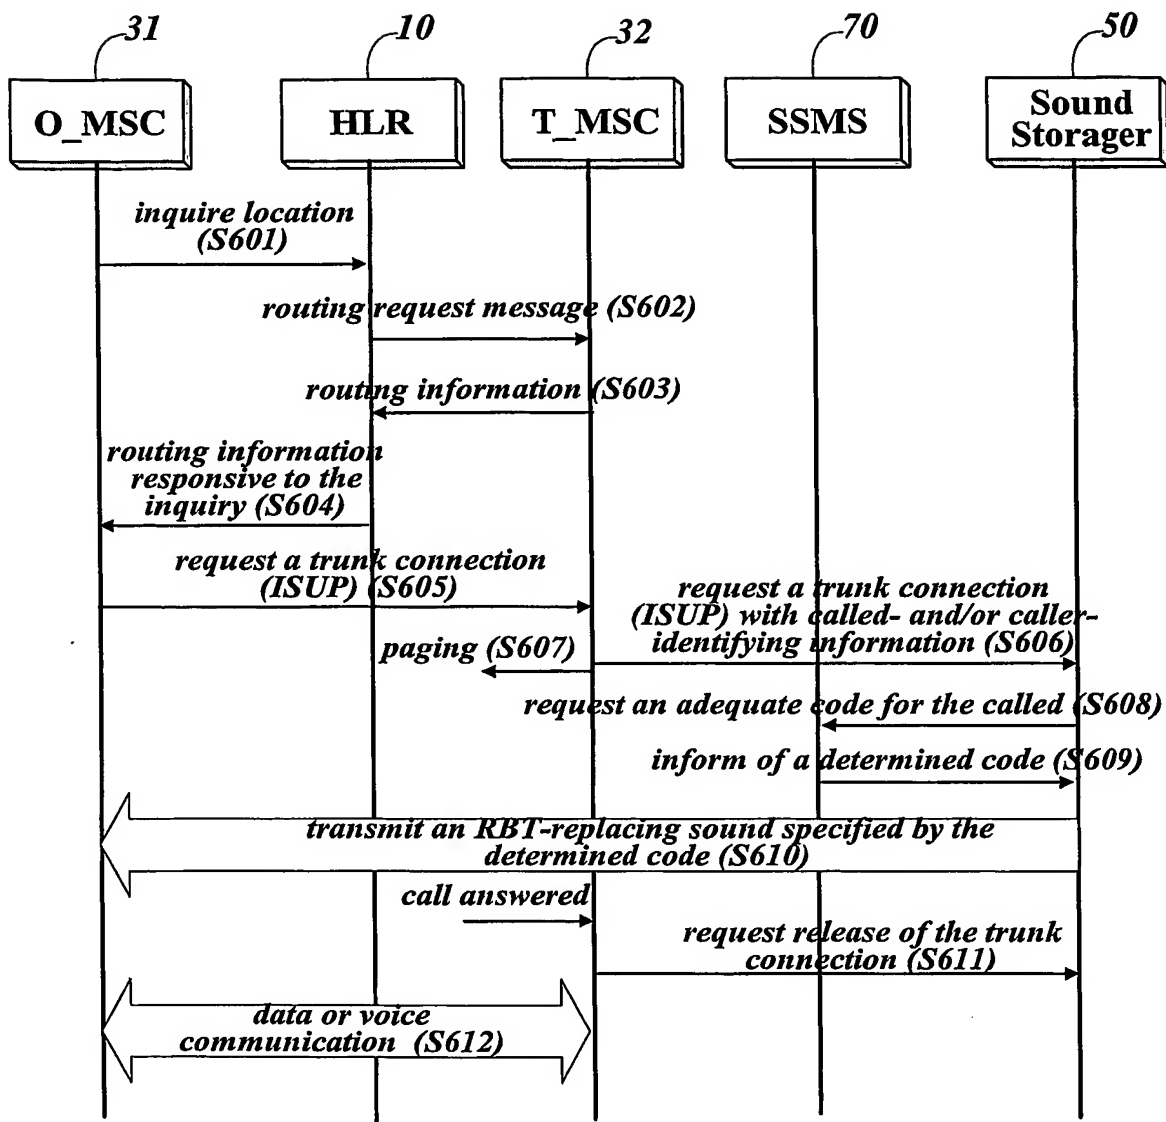 31
10
32
70
50
O_MSC
HLR
T_MSC
SSMS
Sound
Storager
inquire location
(S601)
routing request message (S602)
routing information (S603)
routing information
responsive to the
inquiry (S604)
request a trunk connection
(ISUP) (S605)
request a trunk connection
(ISUP) with called- and/or caller-
identifying information (S606)
paging (S607)
request an adequate code for the called (S608)
inform of a determined code (S609)
transmit an RBT-replacing sound specified by the
determined code (S610)
call answered
request release of the trunk
connection (S611)
data or voice
communication (S612)